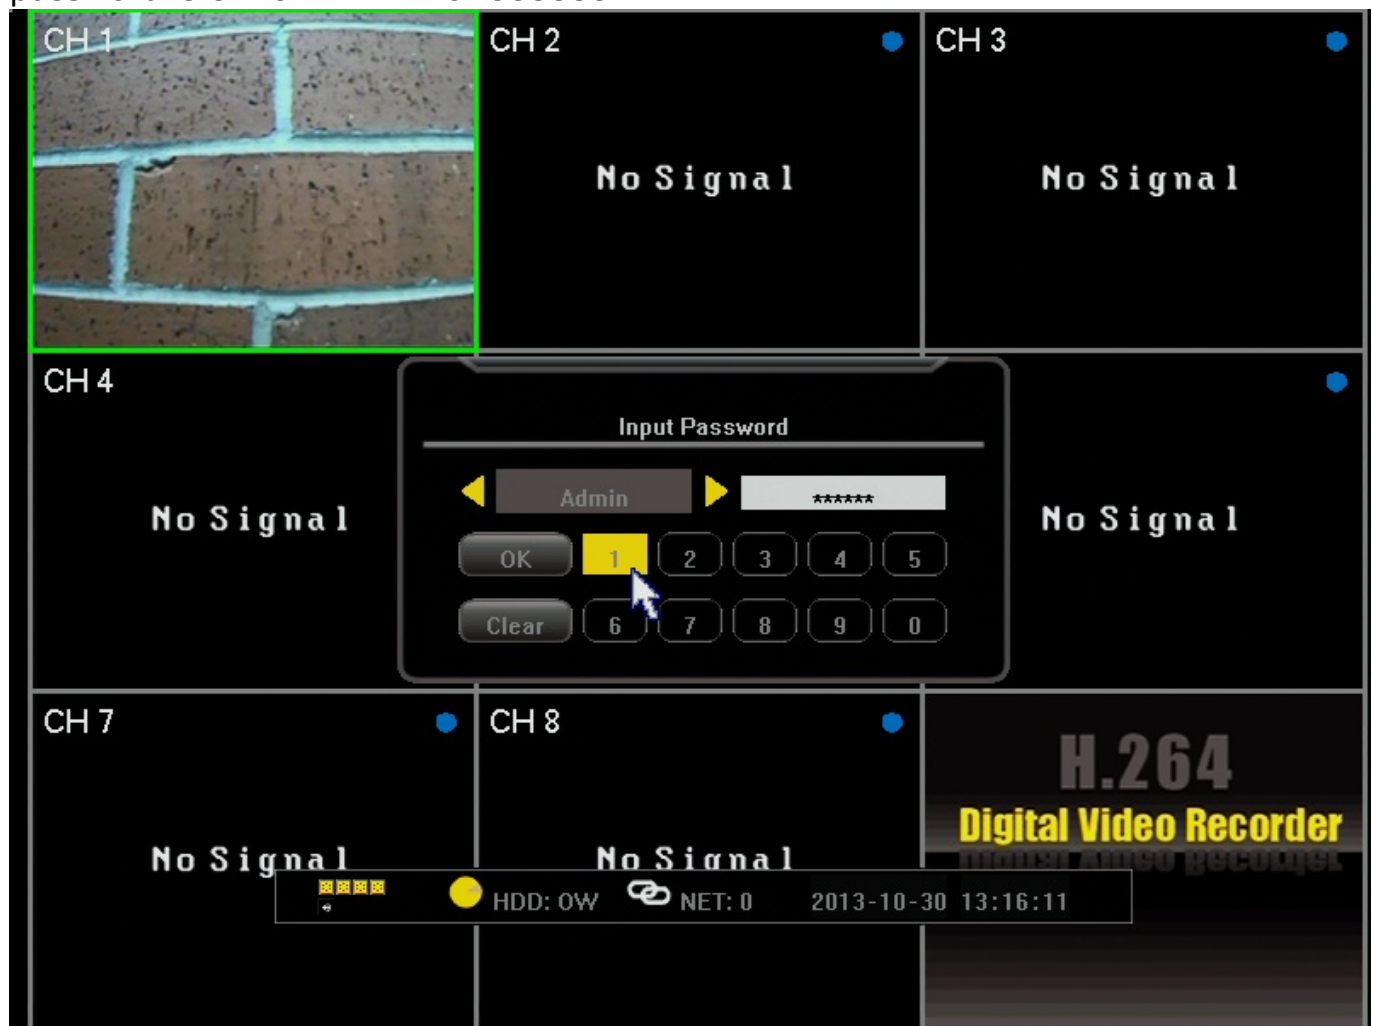 CH 1
CH 2
CH 3
No Signal
No Signal
CH 4
Input Password
Admin
******
No Signal
No Signal
OK 1 2 3 4 5
Clear 6 7 8 9 0
CH 7
CH 8
H.264
Digital Video Recorder
No Signal
No Signal
HDD: 0W NET: 0 2013-10-30 13:16:11